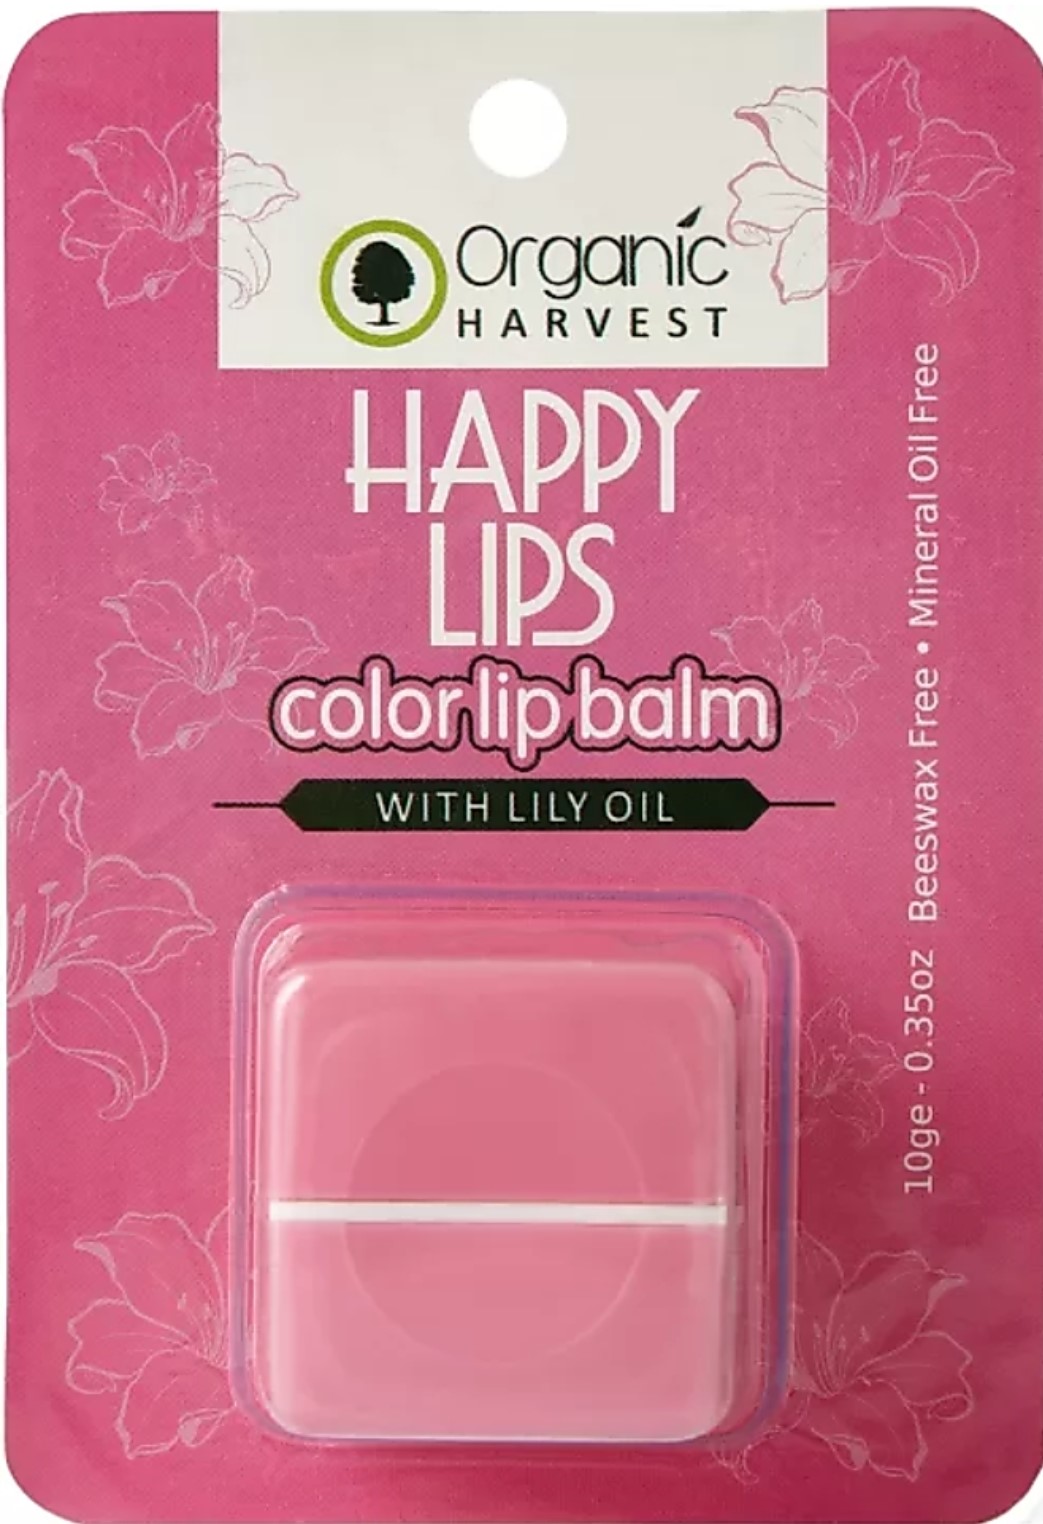 Organic
HARVEST
HAPPY
LIPS
color lip balm
WITH LILY OIL
10ge - 0.35oz Beeswax Free • Mineral Oil Free